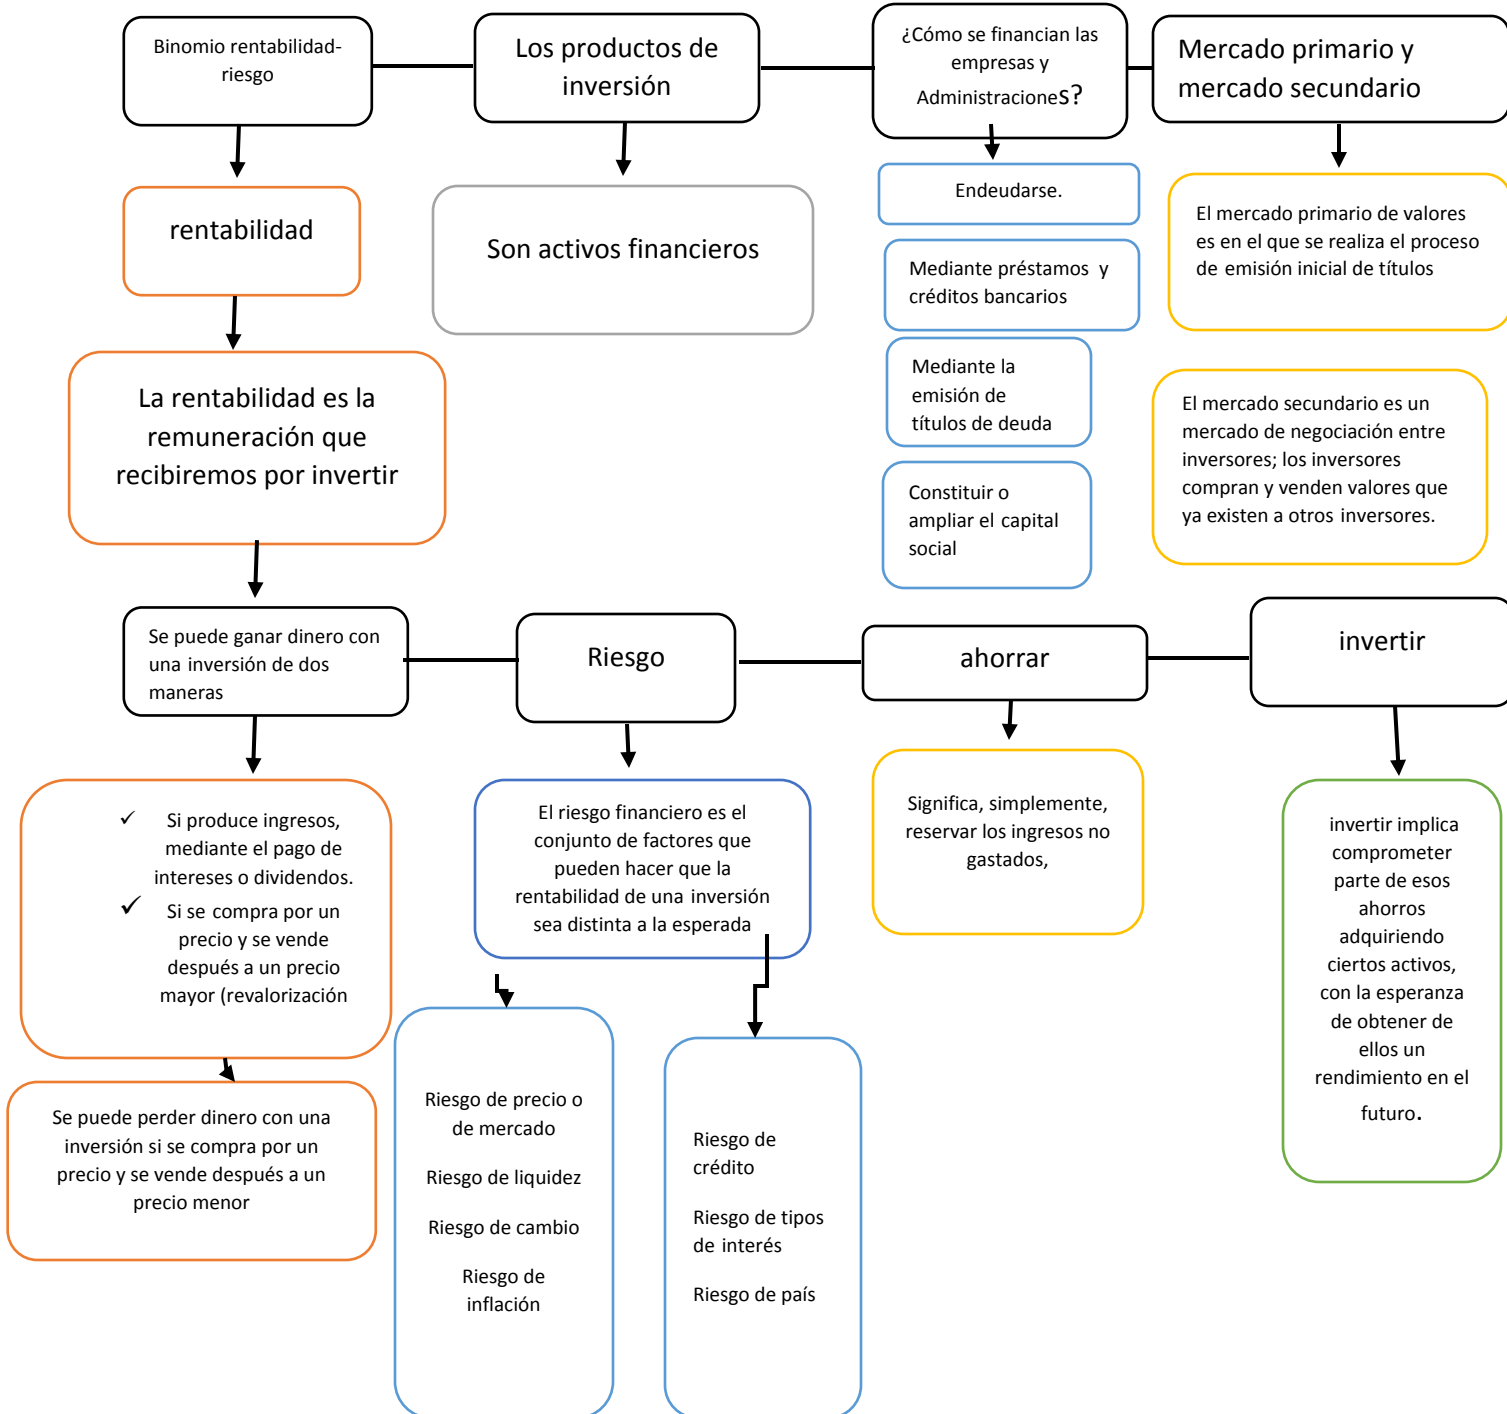 Binomio rentabilidad-
riesgo
Los productos de
inversión
¿Cómo se financian las
empresas y
Administraciones?
Mercado primario y
mercado secundario
rentabilidad
Son activos financieros
Endeudarse.
Mediante préstamos y
créditos bancarios
Mediante la
emisión de
títulos de deuda
Constituir o
ampliar el capital
social
El mercado primario de valores
es en el que se realiza el proceso
de emisión inicial de títulos
El mercado secundario es un
mercado de negociación entre
inversores; los inversores
compran y venden valores que
ya existen a otros inversores.
La rentabilidad es la
remuneración que
recibiremos por invertir
Se puede ganar dinero con
una inversión de dos
maneras
Riesgo
ahorrar
invertir
✓ Si produce ingresos,
mediante el pago de
intereses o dividendos.
✓ Si se compra por un
precio y se vende
después a un precio
mayor (revalorización
El riesgo financiero es el
conjunto de factores que
pueden hacer que la
rentabilidad de una inversión
sea distinta a la esperada
Significa, simplemente,
reservar los ingresos no
gastados,
invertir implica
comprometer
parte de esos
ahorros
adquiriendo
ciertos activos,
con la esperanza
de obtener de
ellos un
rendimiento en el
futuro.
Se puede perder dinero con una
inversión si se compra por un
precio y se vende después a un
precio menor
Riesgo de precio o
de mercado
Riesgo de liquidez
Riesgo de cambio
Riesgo de
inflación
Riesgo de
crédito
Riesgo de tipos
de interés
Riesgo de país